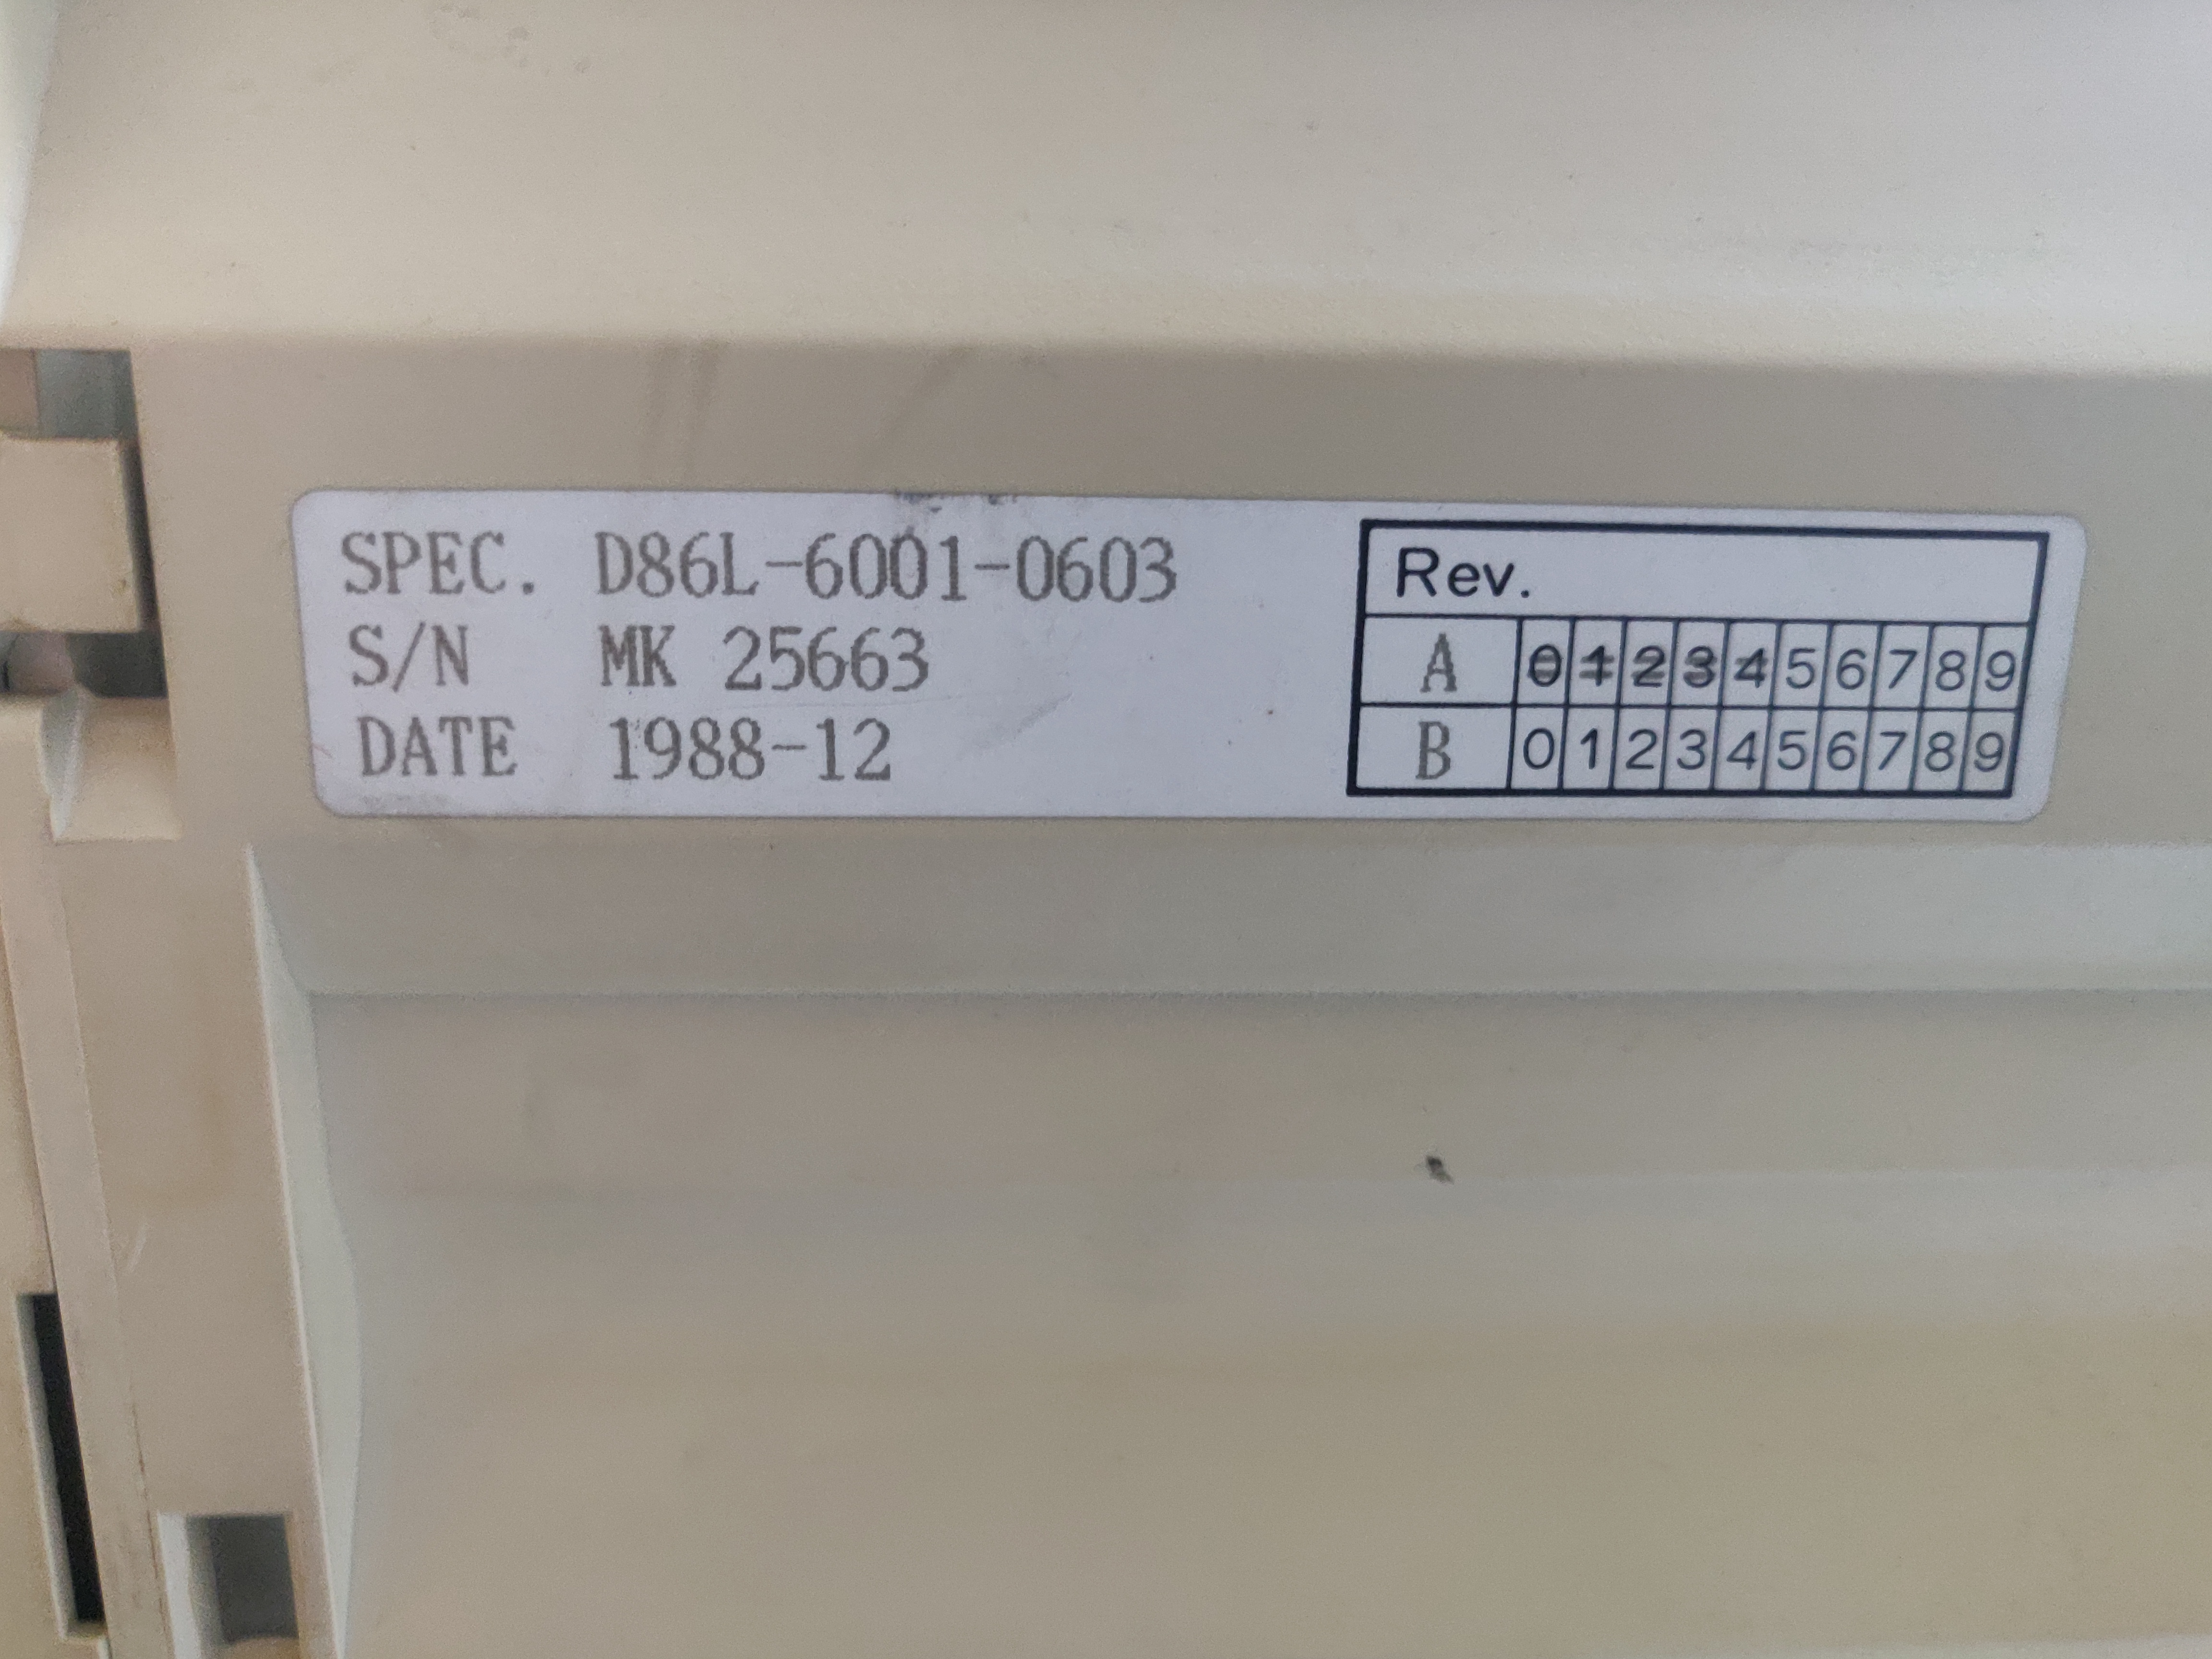 SPEC. D86L-6001-0603
S/N MK 25663
DATE 1988-12
Rev.
A 0 1 2 3 4 5 6 7 8 9
B 0 1 2 3 4 5 6 7 8 9